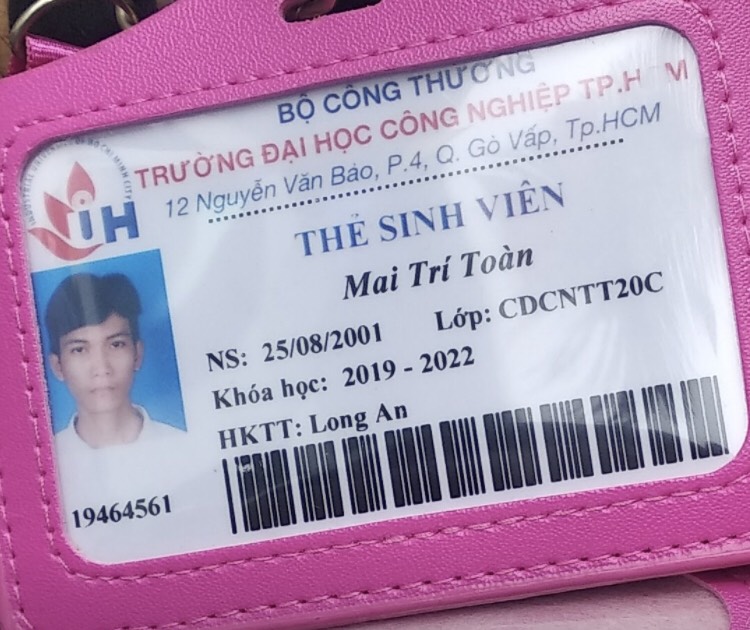 BỘ CÔNG THƯƠNG
TRƯỜNG ĐẠI HỌC CÔNG NGHIỆP TP.H M
12 Nguyễn Văn Bảo, P.4, Q. Gò Vấp, Tp.HCM
THẺ SINH VIÊN
Mai Trí Toàn
NS: 25/08/2001 Lớp: CDCNTT20C
Khóa học: 2019 - 2022
HKTT: Long An
19464561
IUH